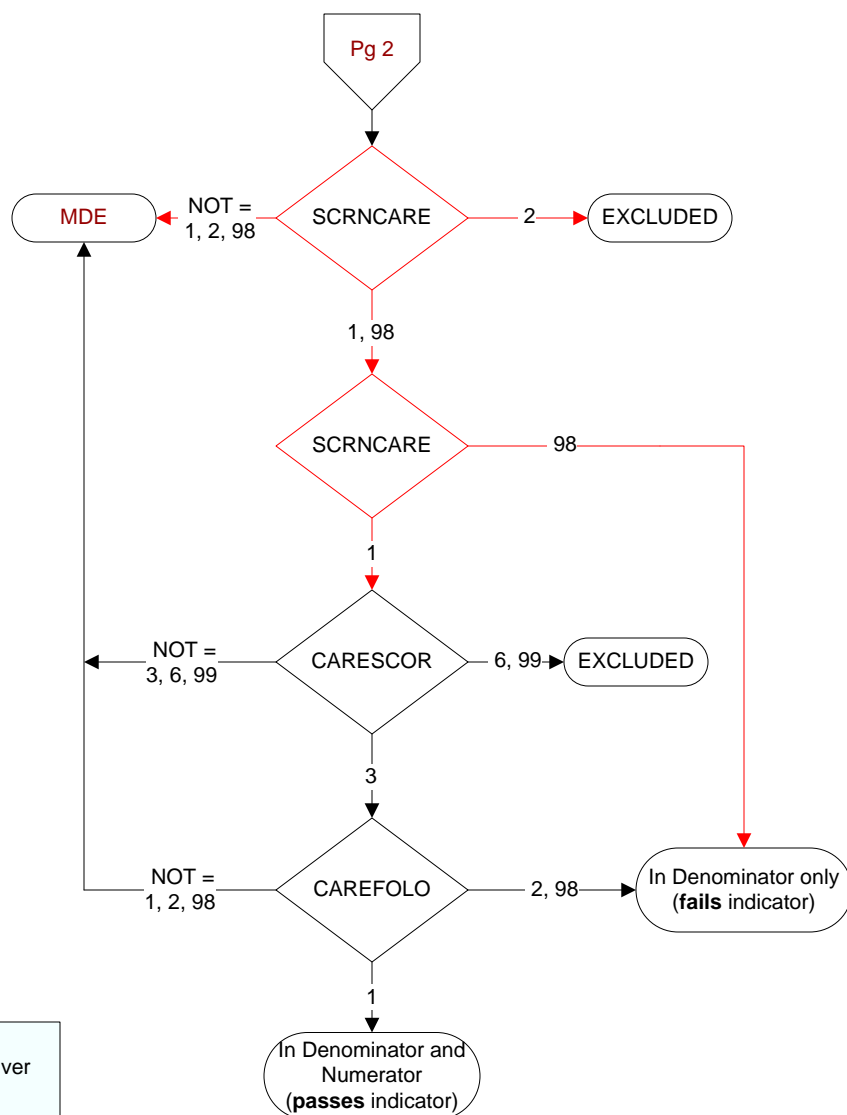 Pg 2
MDE
NOT =
1, 2, 98
SCRNCARE
2
EXCLUDED
1, 98
SCRNCARE
98
1
NOT =
3, 6, 99
CARESCOR
6, 99
EXCLUDED
3
NOT =
1, 2, 98
CAREFOLO
2, 98
In Denominator only
(fails indicator)
1
In Denominator and
Numerator
(passes indicator)
ver